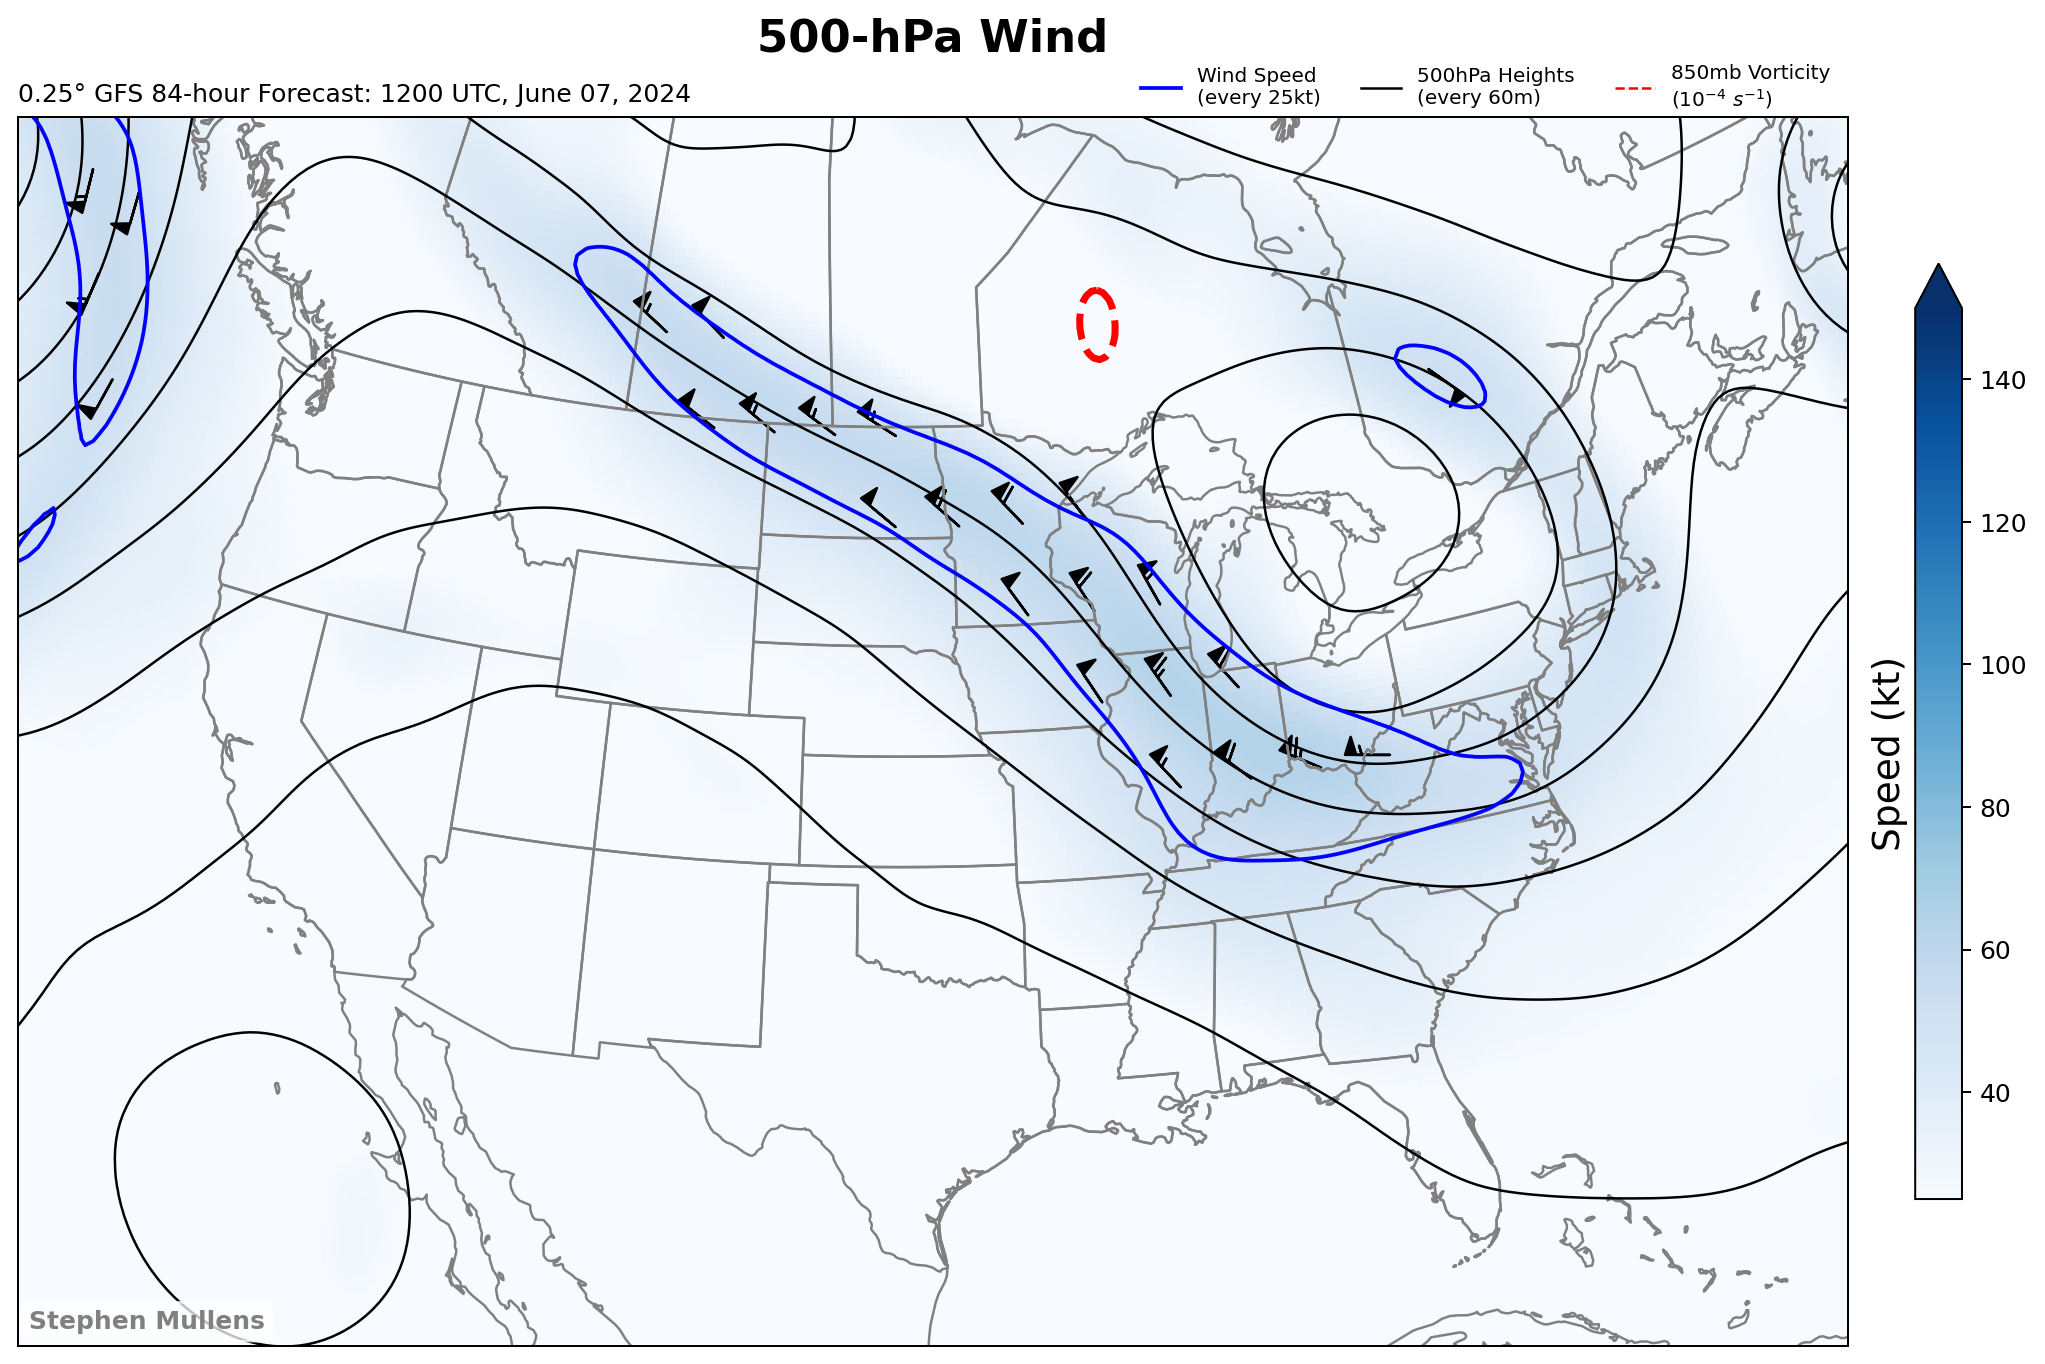 500-hPa Wind
0.25° GFS 84-hour Forecast: 1200 UTC, June 07, 2024
Wind Speed
(every 25kt)
500hPa Heights
(every 60m)
850mb Vorticity
(10⁻⁴ s⁻¹)
140
120
100
80
60
40
Speed (kt)
Stephen Mullens